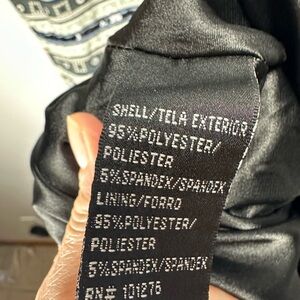 SHELL/TELA EXTERIOR
95%POLYESTER/
POLIESTER
5%SPANDEX/SPANDEX
LINING/FORRO
95%POLYESTER/
POLIESTER
5%SPANDEX/SPANDEX
RN# 101276